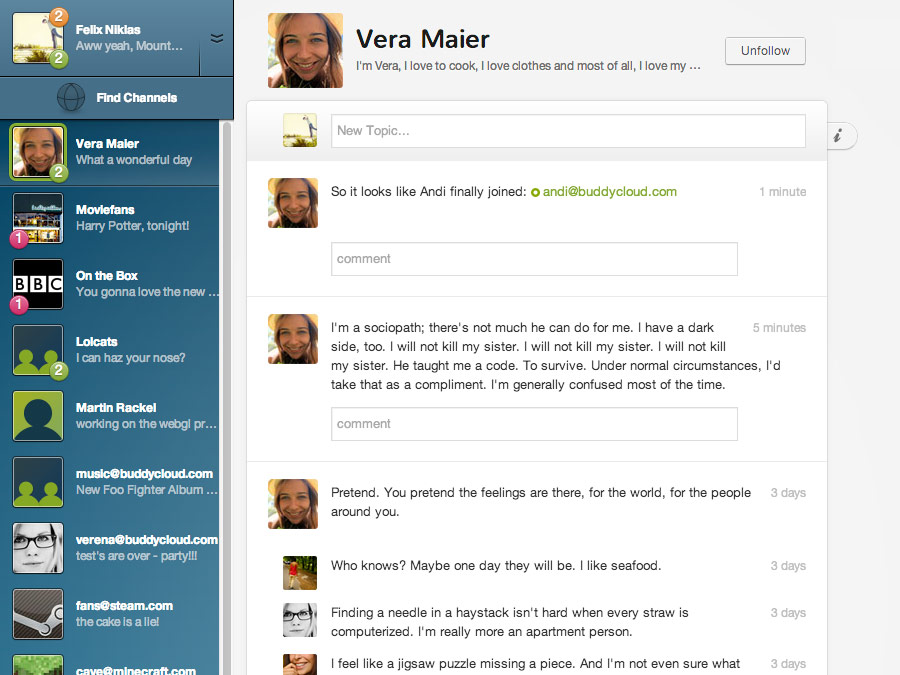 2
Felix Niklas
Aww yeah, Mount...
2
Find Channels
Vera Maier
What a wonderful day
2
Moviefans
Harry Potter, tonight!
1
On the Box
You gonna love the new ...
BBC
1
Lolcats
I can haz your nose?
2
Martin Rackel
working on the webgl pr...
music@buddycloud.com
New Foo Fighter Album ...
verena@buddycloud.com
test's are over - party!!!
fans@steam.com
the cake is a lie!
cave@minecraft.com
Vera Maier
I'm Vera, I love to cook, I love clothes and most of all, I love my ...
Unfollow
New Topic...
i
So it looks like Andi finally joined: andi@buddycloud.com
1 minute
comment
I'm a sociopath; there's not much he can do for me. I have a dark
5 minutes
side, too. I will not kill my sister. I will not kill my sister. I will not kill
my sister. He taught me a code. To survive. Under normal circumstances, I'd
take that as a compliment. I'm generally confused most of the time.
comment
Pretend. You pretend the feelings are there, for the world, for the people
3 days
around you.
Who knows? Maybe one day they will be. I like seafood.
3 days
Finding a needle in a haystack isn't hard when every straw is
3 days
computerized. I'm really more an apartment person.
I feel like a jigsaw puzzle missing a piece. And I'm not even sure what
3 days